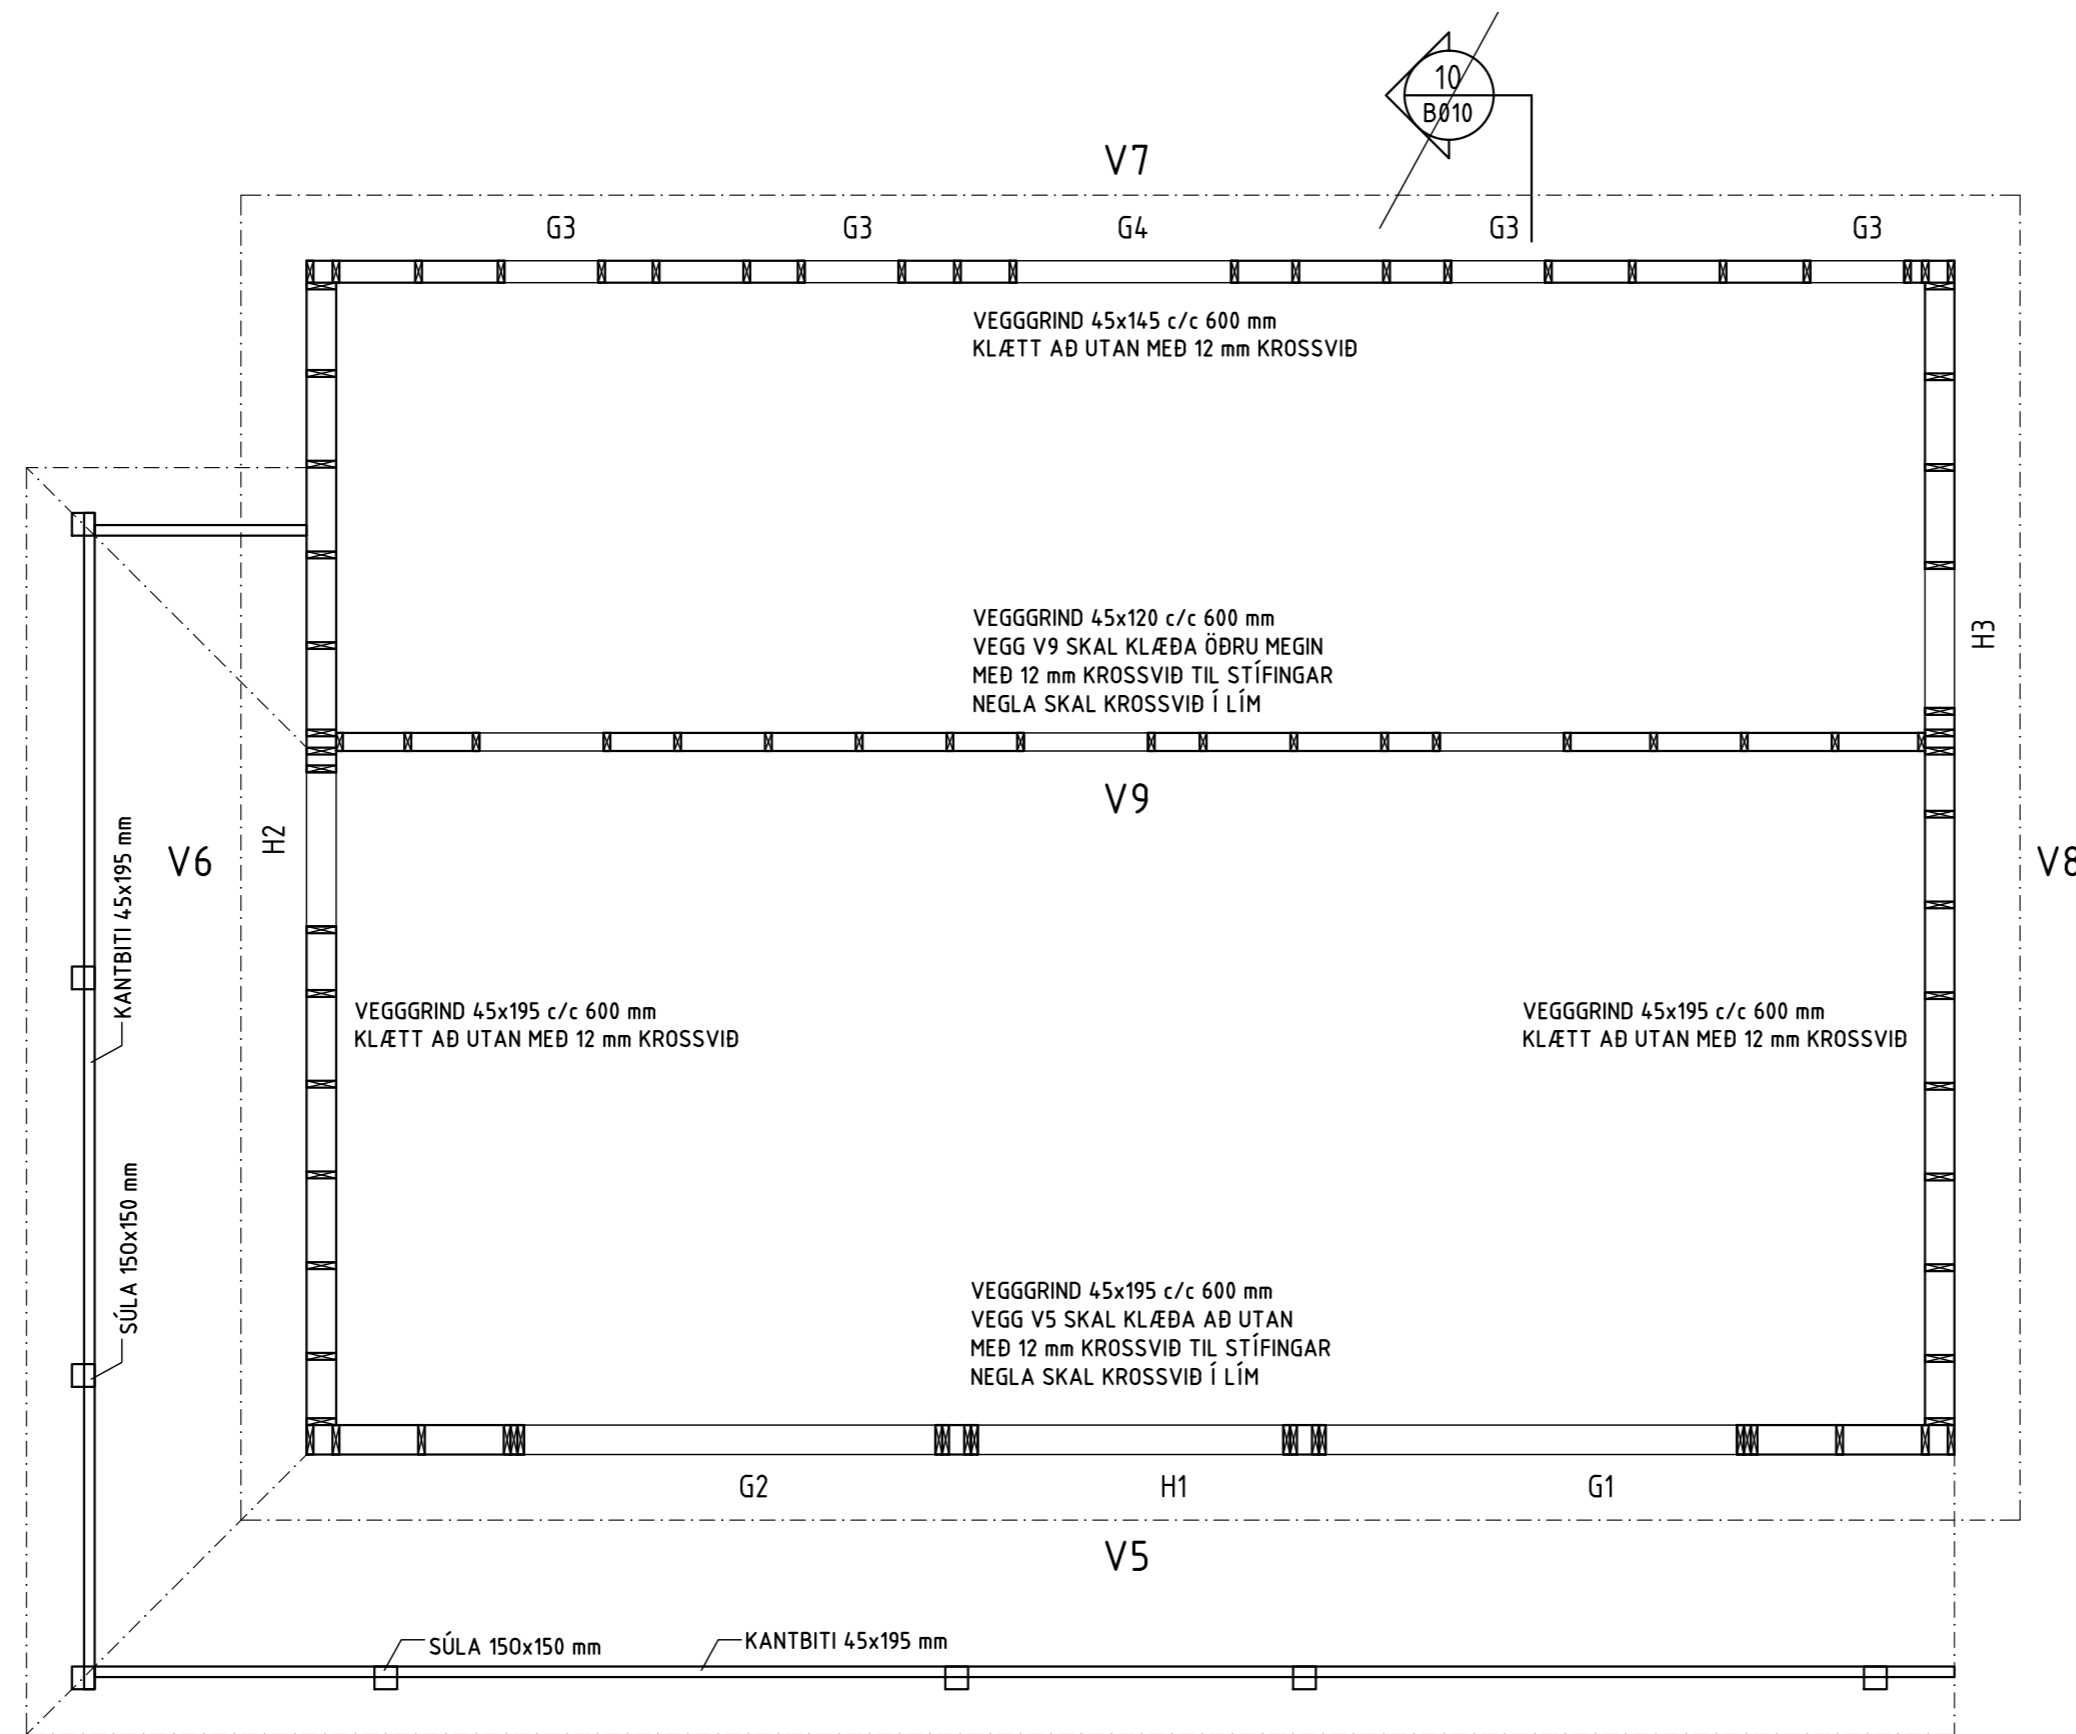 10
B010
V7
G3
G3
G4
G3
G3
VEGGGRIND 45x145 c/c 600 mm
KLÆTT AÐ UTAN MEÐ 12 mm KROSSVIÐ
VEGGGRIND 45x120 c/c 600 mm
VEGG V9 SKAL KLÆÐA ÖÐRU MEGIN
MEÐ 12 mm KROSSVIÐ TIL STÍFINGAR
NEGLA SKAL KROSSVIÐ Í LÍM
H3
V9
V6
H2
V8
KANTBITI 45x195 mm
VEGGGRIND 45x195 c/c 600 mm
KLÆTT AÐ UTAN MEÐ 12 mm KROSSVIÐ
VEGGGRIND 45x195 c/c 600 mm
KLÆTT AÐ UTAN MEÐ 12 mm KROSSVIÐ
SÚLA 150x150 mm
VEGGGRIND 45x195 c/c 600 mm
VEGG V5 SKAL KLÆÐA AÐ UTAN
MEÐ 12 mm KROSSVIÐ TIL STÍFINGAR
NEGLA SKAL KROSSVIÐ Í LÍM
G2
H1
G1
V5
SÚLA 150x150 mm
KANTBITI 45x195 mm